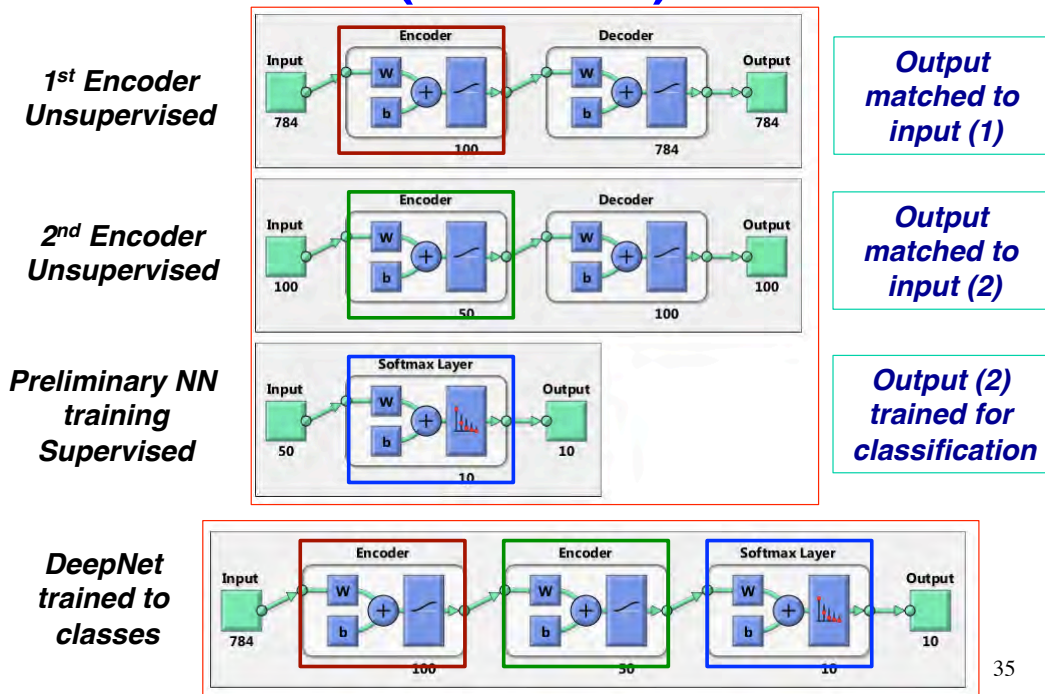 1st Encoder
Unsupervised
Encoder
Decoder
Input
W
b
+
784
100
W
b
+
784
Output
784
Output
matched to
input (1)
2nd Encoder
Unsupervised
Encoder
Decoder
Input
W
b
+
100
50
W
b
+
100
Output
100
Output
matched to
input (2)
Preliminary NN
training
Supervised
Softmax Layer
Input
W
b
+
50
10
Output
10
Output (2)
trained for
classification
DeepNet
trained to
classes
Encoder
Encoder
Softmax Layer
Input
W
b
+
784
100
W
b
+
50
W
b
+
10
Output
10
35